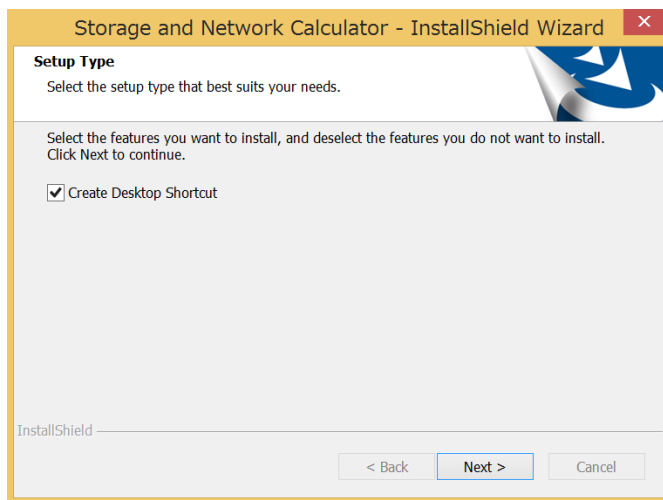 Storage and Network Calculator - InstallShield Wizard
Setup Type
Select the setup type that best suits your needs.
Select the features you want to install, and deselect the features you do not want to install.
Click Next to continue.
Create Desktop Shortcut
InstallShield
< Back Next > Cancel